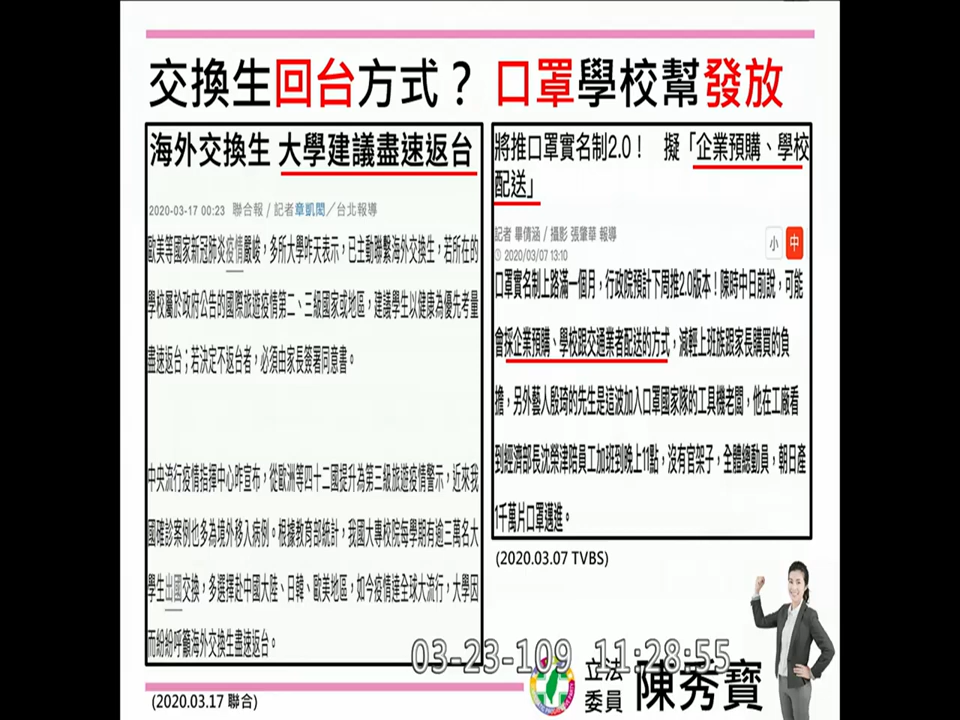 交換生回台方式？ 口罩學校幫發放
海外交換生 大學建議盡速返台
2020-03-17 00:23 聯合報 / 記者章凱閎／台北報導
歐美等國家新冠肺炎疫情嚴峻，多所大學昨天表示，已主動聯繫海外交換生，若所在的
學校屬於政府公告的國際旅遊疫情第二、三級國家或地區，建議學生以健康為優先考量
盡速返台；若決定不返台者，必須由家長簽署同意書。
中央流行疫情指揮中心昨宣布，從歐洲等四十二國提升為第三級旅遊疫情警示，近來我
國確診案例也多為境外移入病例。根據教育部統計，我國大專校院每學期有逾三萬名大
學生出國交換，多選擇赴中國大陸、日韓、歐美地區，如今疫情達全球大流行，大學因
而紛紛呼籲海外交換生盡速返台。
(2020.03.17 聯合)
將推口罩實名制2.0！ 擬「企業預購、學校
配送」
記者 畢倩涵 / 攝影 張肇華 報導
2020/03/07 13:10
小 中
口罩實名制上路滿一個月，行政院預計下周推2.0版本！陳時中日前說，可能
會採企業預購、學校跟交通業者配送的方式，減輕上班族跟家長購買的負
擔，另外藝人殷琦的先生是這波加入口罩國家隊的工具機老闆，他在工廠看
到經濟部長沈榮津陪員工加班到晚上11點，沒有官架子，全體總動員，朝日產
1千萬片口罩邁進。
(2020.03.07 TVBS)
03-23-109 11:28:55
立法
委員 陳秀寳